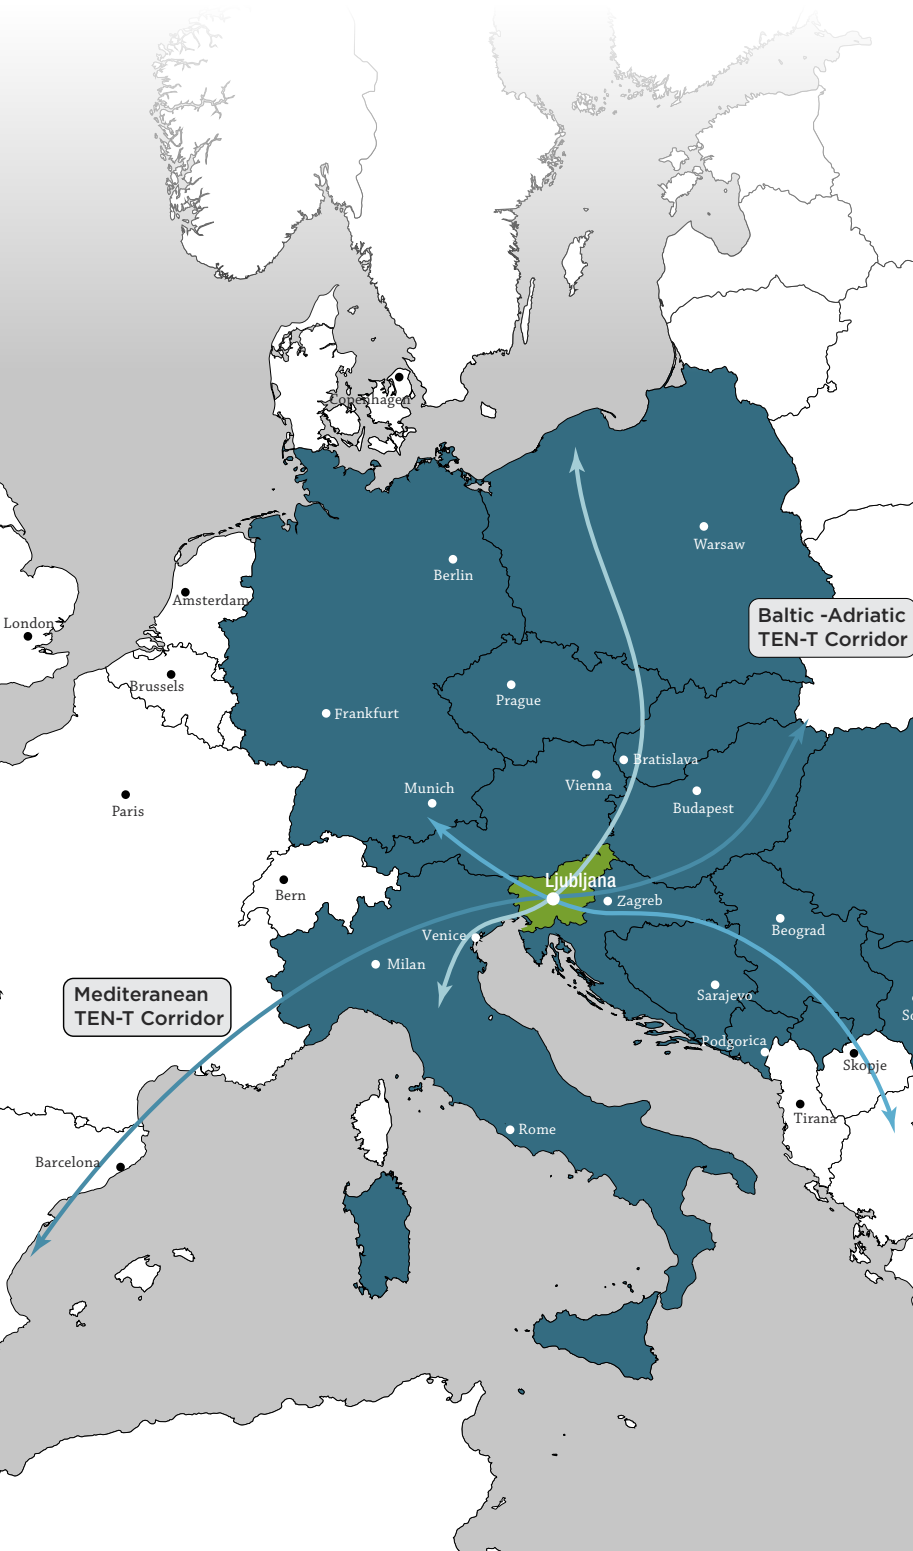 Copenhagen
Warsaw
Berlin
Amsterdam
Baltic -Adriatic
TEN-T Corridor
London
Brussels
Prague
Frankfurt
Bratislava
Vienna
Munich
Budapest
Paris
Ljubljana
Bern
Zagreb
Beograd
Venice
Milan
Mediteranean
TEN-T Corridor
Sarajevo
So
Podgorica
Skopje
Tirana
Rome
Barcelona